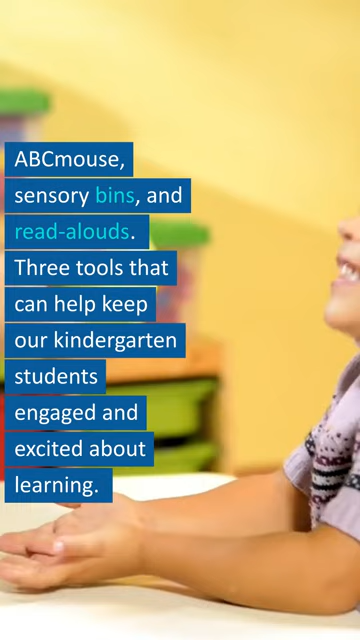 ABCmouse,
sensory bins, and
read-alouds.
Three tools that
can help keep
our kindergarten
students
engaged and
excited about
learning.